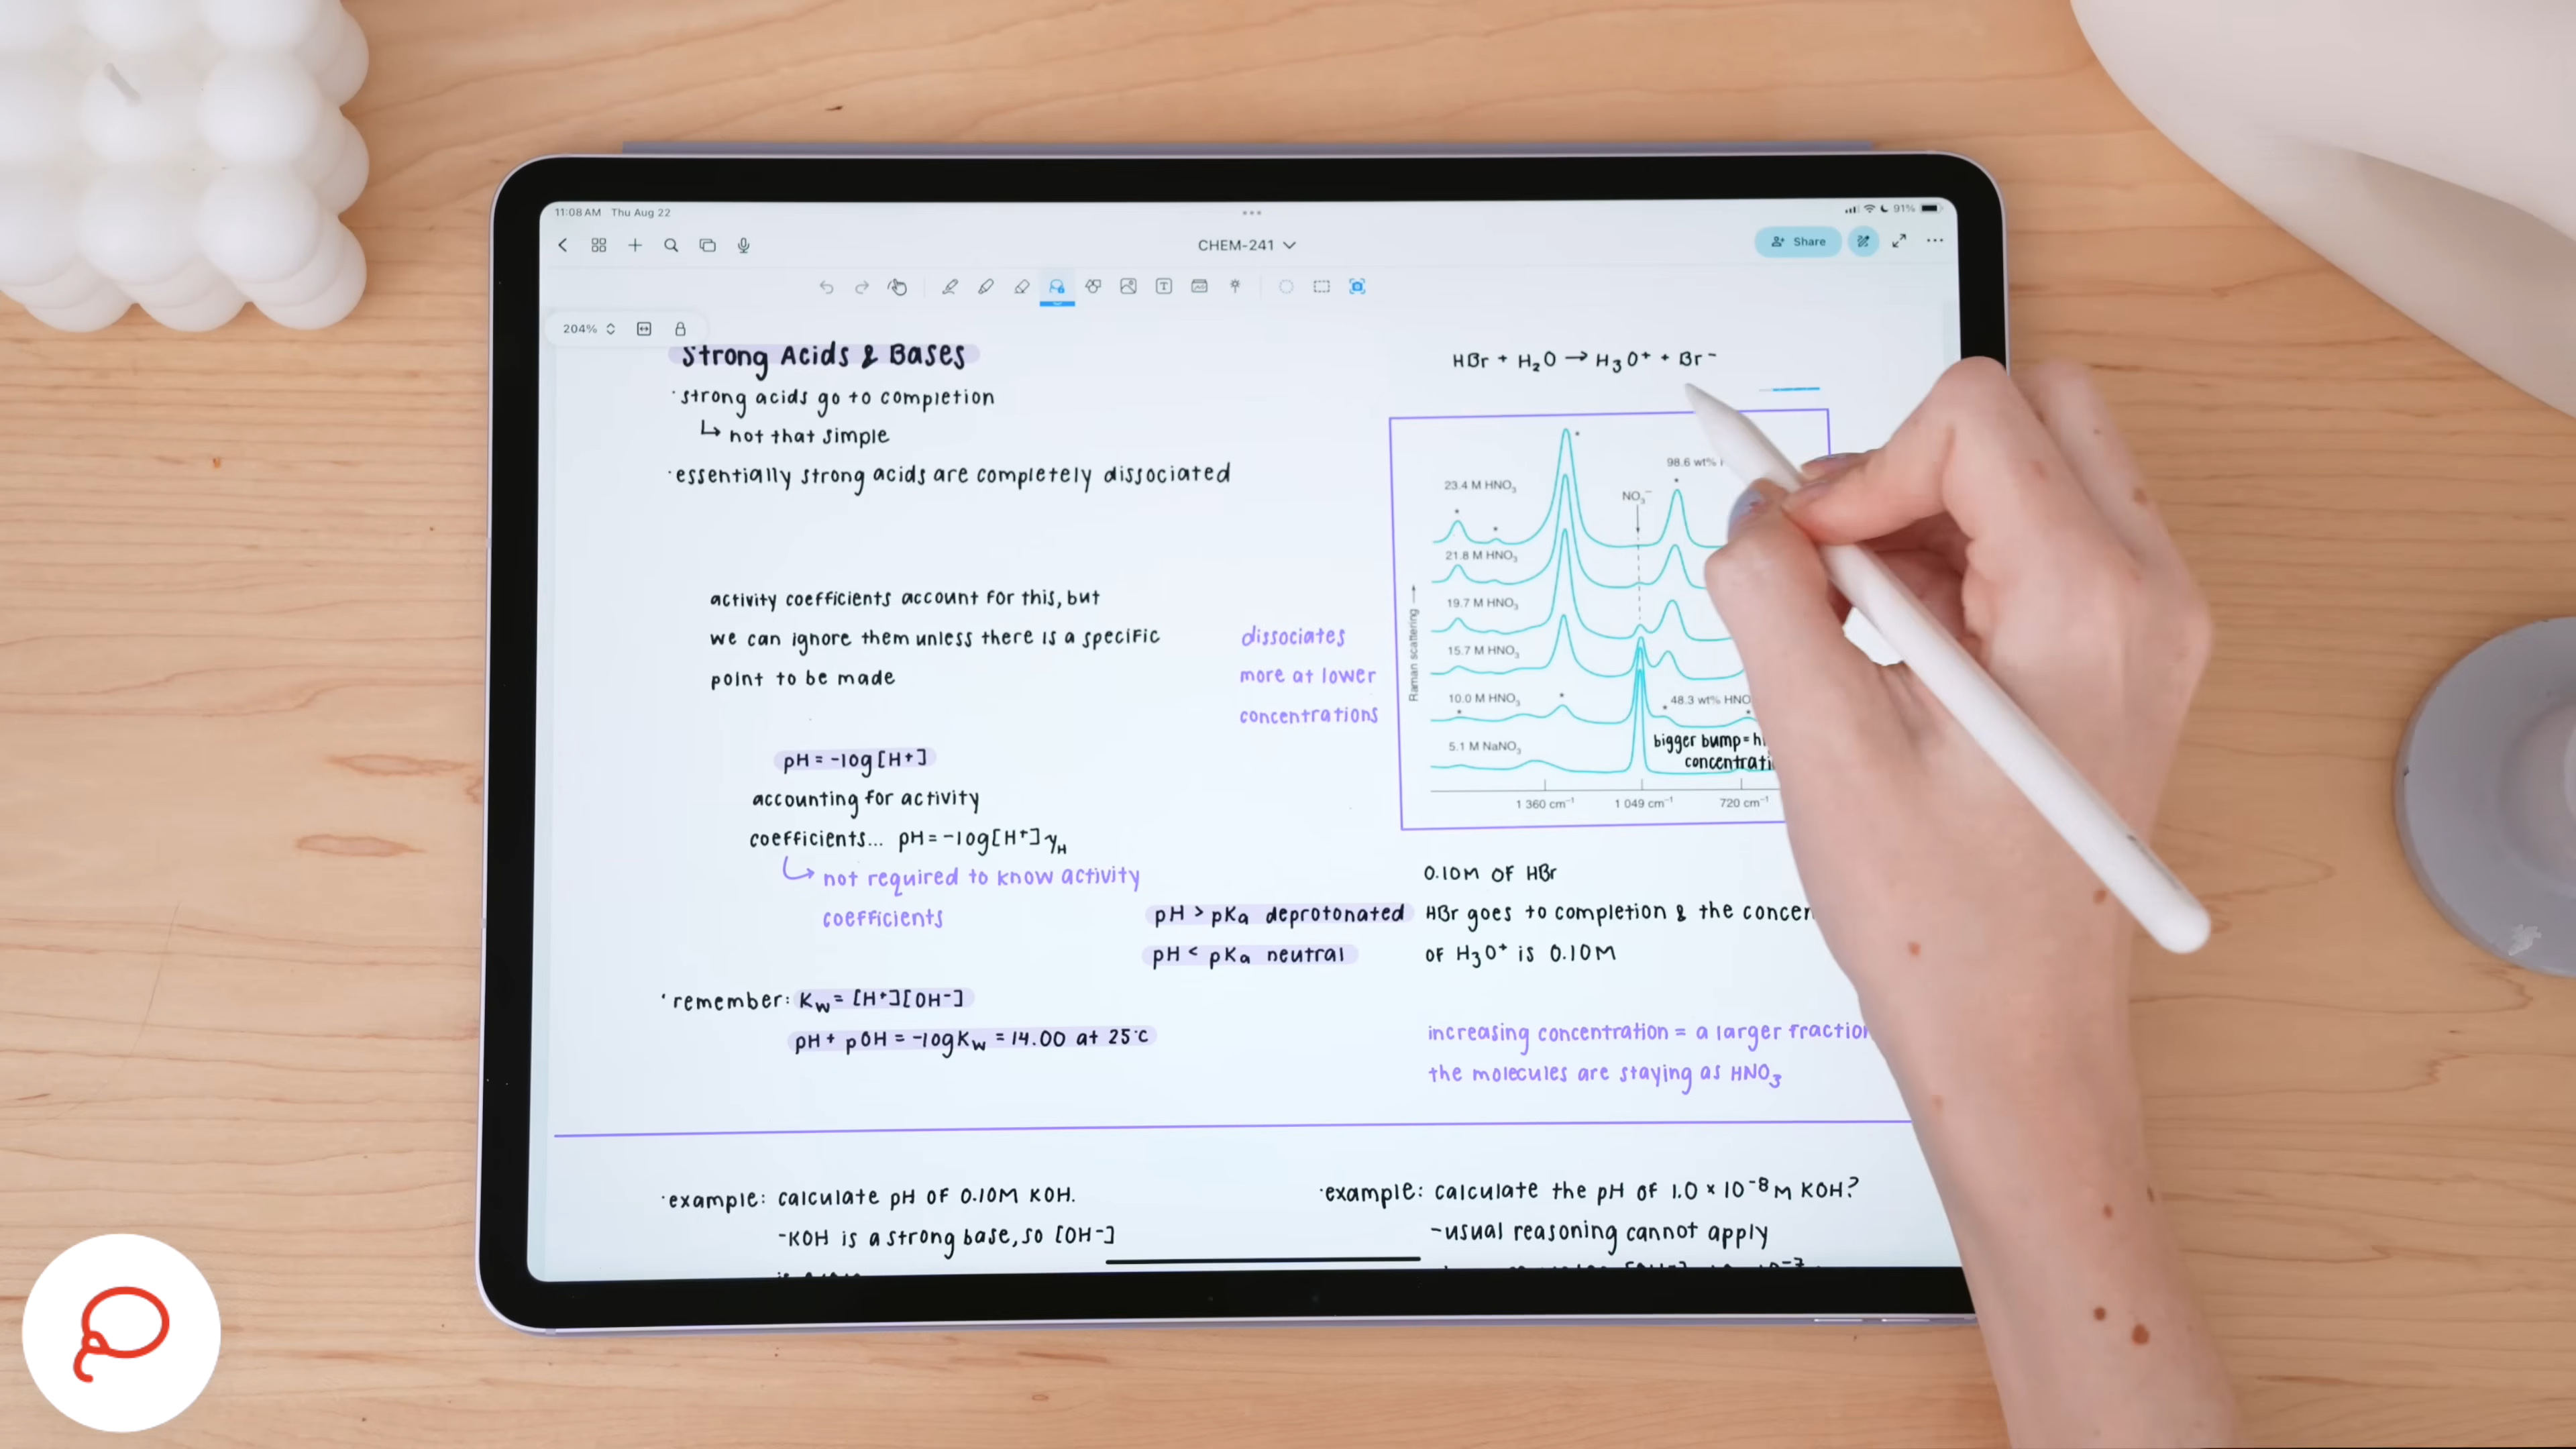 11:08 AM Thu Aug 22
91%
CHEM-241
Share
204%
Strong Acids & Bases
·strong acids go to completion
↳ not that simple
·essentially strong acids are completely dissociated
activity coefficients account for this, but
we can ignore them unless there is a specific
point to be made
dissociates
more at lower
concentrations
pH = -log[H⁺]
accounting for activity
coefficients... pH = -log[H⁺]γH
↳ not required to know activity
coefficients
pH > pKa deprotonated
pH < pKa neutral
·remember: Kw = [H⁺][OH⁻]
pH + pOH = -logKw = 14.00 at 25°C
HBr + H₂O → H₃O⁺ + Br⁻
98.6 wt%
23.4 M HNO₃
NO₃⁻
21.8 M HNO₃
19.7 M HNO₃
15.7 M HNO₃
10.0 M HNO₃
48.3 wt% HNO
5.1 M NaNO₃
bigger bump = h
concentrati
Raman scattering →
1 360 cm⁻¹ 1 049 cm⁻¹ 720 cm⁻¹
0.10M OF HBr
HBr goes to completion & the concen
OF H₃O⁺ is 0.10M
increasing concentration = a larger fraction
the molecules are staying as HNO₃
·example: calculate pH OF 0.10M KOH.
-KOH is a strong base, so [OH⁻]
·example: calculate the pH OF 1.0 × 10⁻⁸ M KOH?
-usual reasoning cannot apply